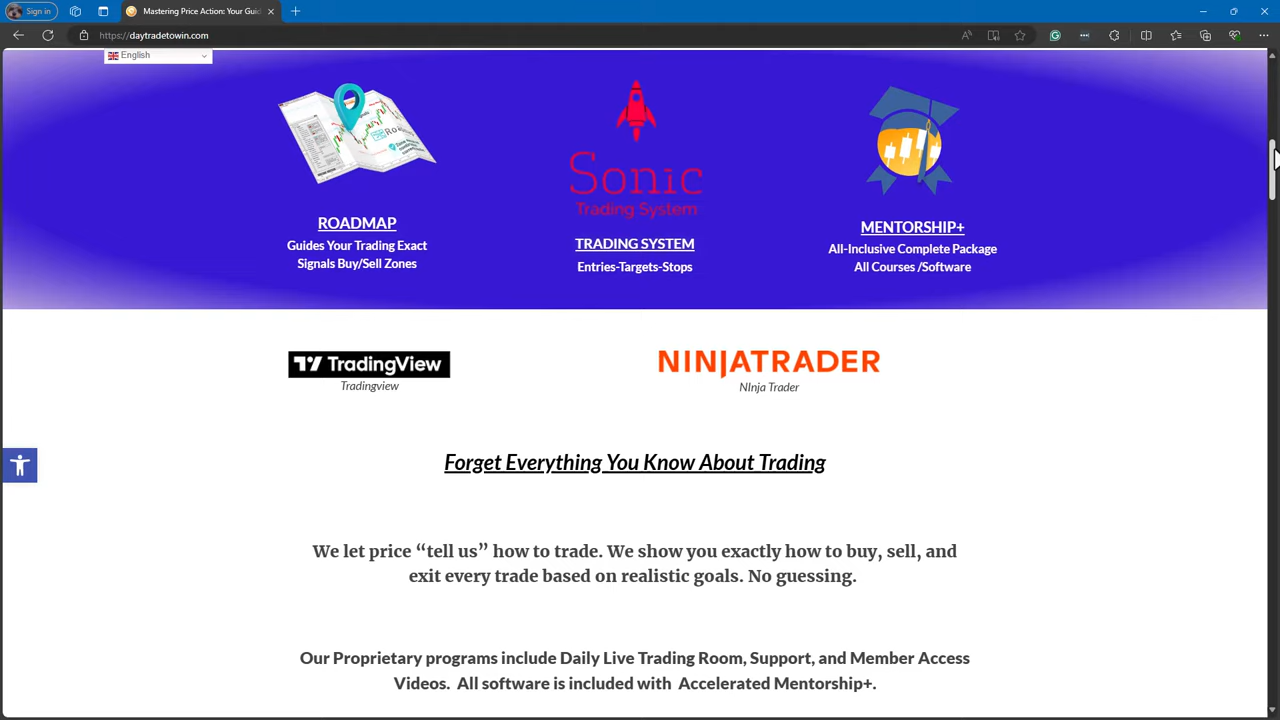 Sign in
Mastering Price Action: Your Guid
https://daytradetowin.com
English
Sonic
Trading System
ROADMAP
Guides Your Trading Exact
Signals Buy/Sell Zones
TRADING SYSTEM
Entries-Targets-Stops
MENTORSHIP+
All-Inclusive Complete Package
All Courses /Software
TradingView
Tradingview
NINJATRADER
NInja Trader
Forget Everything You Know About Trading
We let price “tell us” how to trade. We show you exactly how to buy, sell, and
exit every trade based on realistic goals. No guessing.
Our Proprietary programs include Daily Live Trading Room, Support, and Member Access
Videos.  All software is included with  Accelerated Mentorship+.